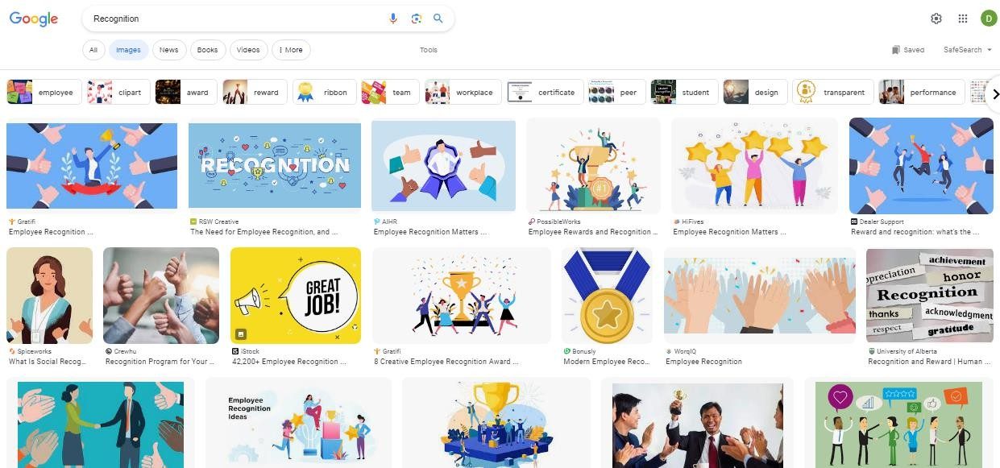 Google
Recognition
D
All
Images
News
Books
Videos
More
Tools
Saved
SafeSearch
employee
clipart
award
reward
ribbon
team
workplace
certificate
peer
student
design
transparent
performance
RECOGNITION
#1
Gratifi
Employee Recognition ...
RSW Creative
The Need for Employee Recognition, and ...
AIHR
Employee Recognition Matters ...
PossibleWorks
Employee Rewards and Recognition ...
HiFives
Employee Recognition Matters ...
DS
Dealer Support
Reward and recognition: what's the ...
GREAT
JOB!
achievement
preciation
honor
Recognition
thanks
acknowledgment
respect
gratitude
Spiceworks
What Is Social Recog...
Crewhu
Recognition Program for Your ...
iStock
42,200+ Employee Recognition ...
Gratifi
8 Creative Employee Recognition Award ...
Bonusly
Modern Employee Reco...
WorqIQ
Employee Recognition
University of Alberta
Recognition and Reward | Human ...
Employee
Recognition
Ideas